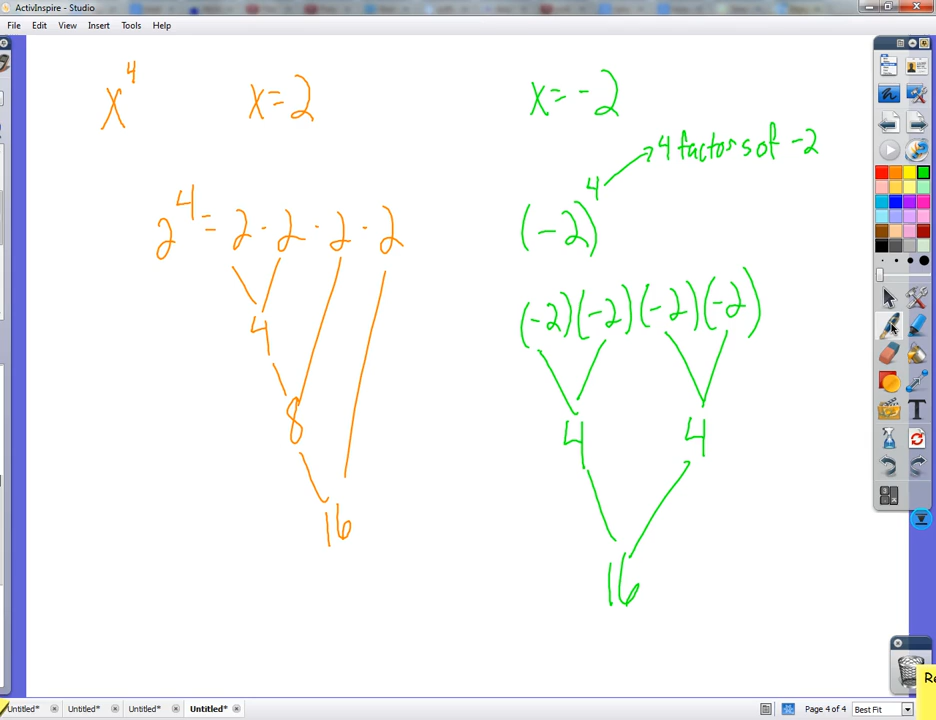 ActivInspire - Studio
File Edit View Insert Tools Help
x⁴
x = 2
x = -2
4 factors of -2
2⁴ = 2 · 2 · 2 · 2
(-2)⁴
(-2)(-2)(-2)(-2)
4
8
16
4 4
16
Re
Untitled* Untitled* Untitled* Untitled* Page 4 of 4 Best Fit